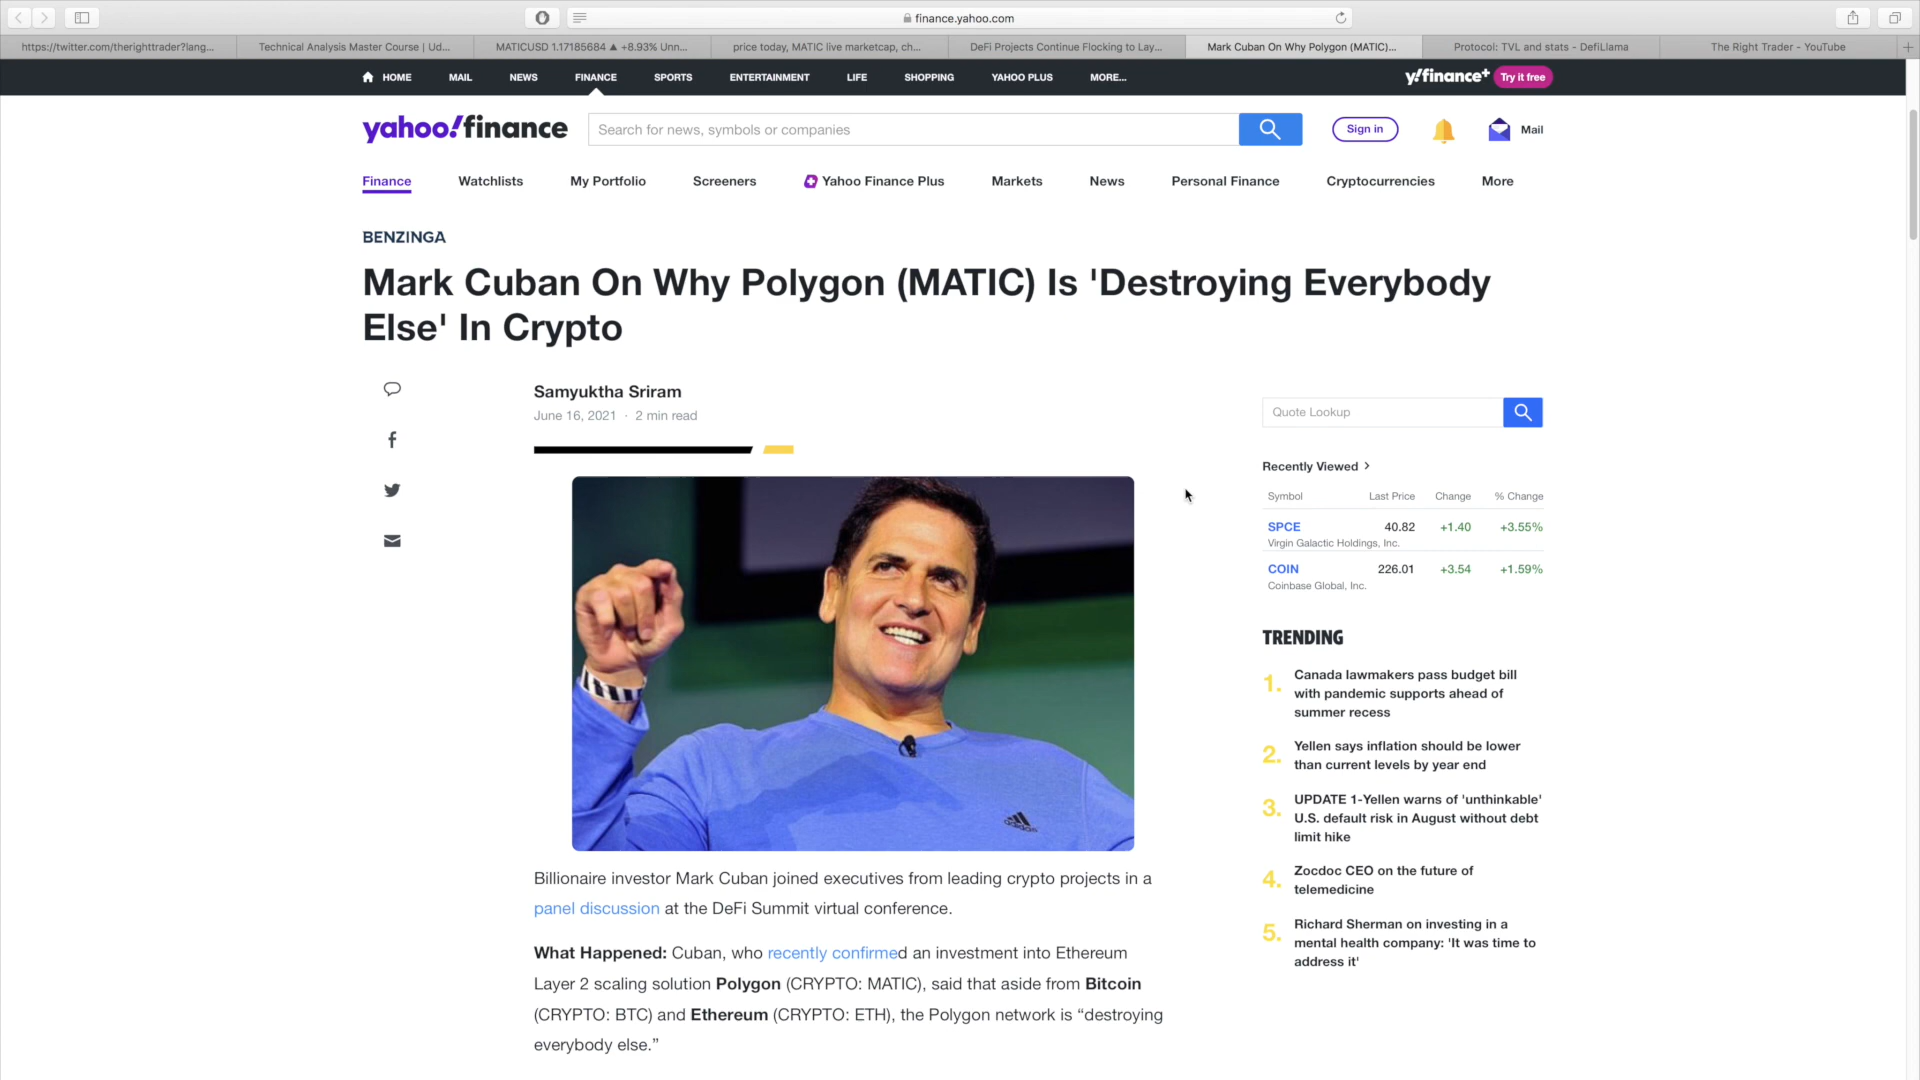 finance.yahoo.com
https://twitter.com/therighttrader?lang...
Technical Analysis Master Course | Ud...
MATICUSD 1.17185684 ▲ +8.93% Unn...
price today, MATIC live marketcap, ch...
DeFi Projects Continue Flocking to Lay...
Mark Cuban On Why Polygon (MATIC)...
Protocol: TVL and stats - DefiLlama
The Right Trader - YouTube
HOME
MAIL
NEWS
FINANCE
SPORTS
ENTERTAINMENT
LIFE
SHOPPING
YAHOO PLUS
MORE...
y!finance+ Try it free
yahoo!finance
Search for news, symbols or companies
Sign in
Mail
Finance
Watchlists
My Portfolio
Screeners
Yahoo Finance Plus
Markets
News
Personal Finance
Cryptocurrencies
More
BENZINGA
Mark Cuban On Why Polygon (MATIC) Is 'Destroying Everybody
Else' In Crypto
Samyuktha Sriram
June 16, 2021 · 2 min read
adidas
Billionaire investor Mark Cuban joined executives from leading crypto projects in a
panel discussion at the DeFi Summit virtual conference.
What Happened: Cuban, who recently confirmed an investment into Ethereum
Layer 2 scaling solution Polygon (CRYPTO: MATIC), said that aside from Bitcoin
(CRYPTO: BTC) and Ethereum (CRYPTO: ETH), the Polygon network is “destroying
everybody else.”
Quote Lookup
Recently Viewed
Symbol Last Price Change % Change
SPCE 40.82 +1.40 +3.55%
Virgin Galactic Holdings, Inc.
COIN 226.01 +3.54 +1.59%
Coinbase Global, Inc.
TRENDING
1. Canada lawmakers pass budget bill
with pandemic supports ahead of
summer recess
2. Yellen says inflation should be lower
than current levels by year end
3. UPDATE 1-Yellen warns of 'unthinkable'
U.S. default risk in August without debt
limit hike
4. Zocdoc CEO on the future of
telemedicine
5. Richard Sherman on investing in a
mental health company: 'It was time to
address it'